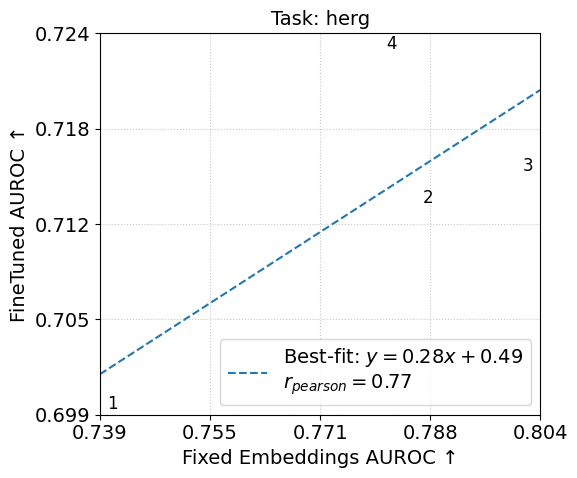 Task: herg
FineTuned AUROC ↑
0.724
0.718
0.712
0.705
0.699
4
3
2
1
Best-fit: y = 0.28x + 0.49
r_pearson = 0.77
0.739 0.755 0.771 0.788 0.804
Fixed Embeddings AUROC ↑